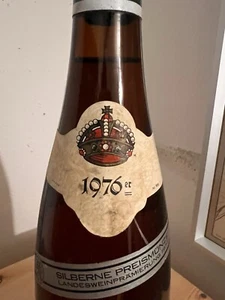 1976er
SILBERNE PREISMÜNZE
LANDESWEINPRÄMIERUNG